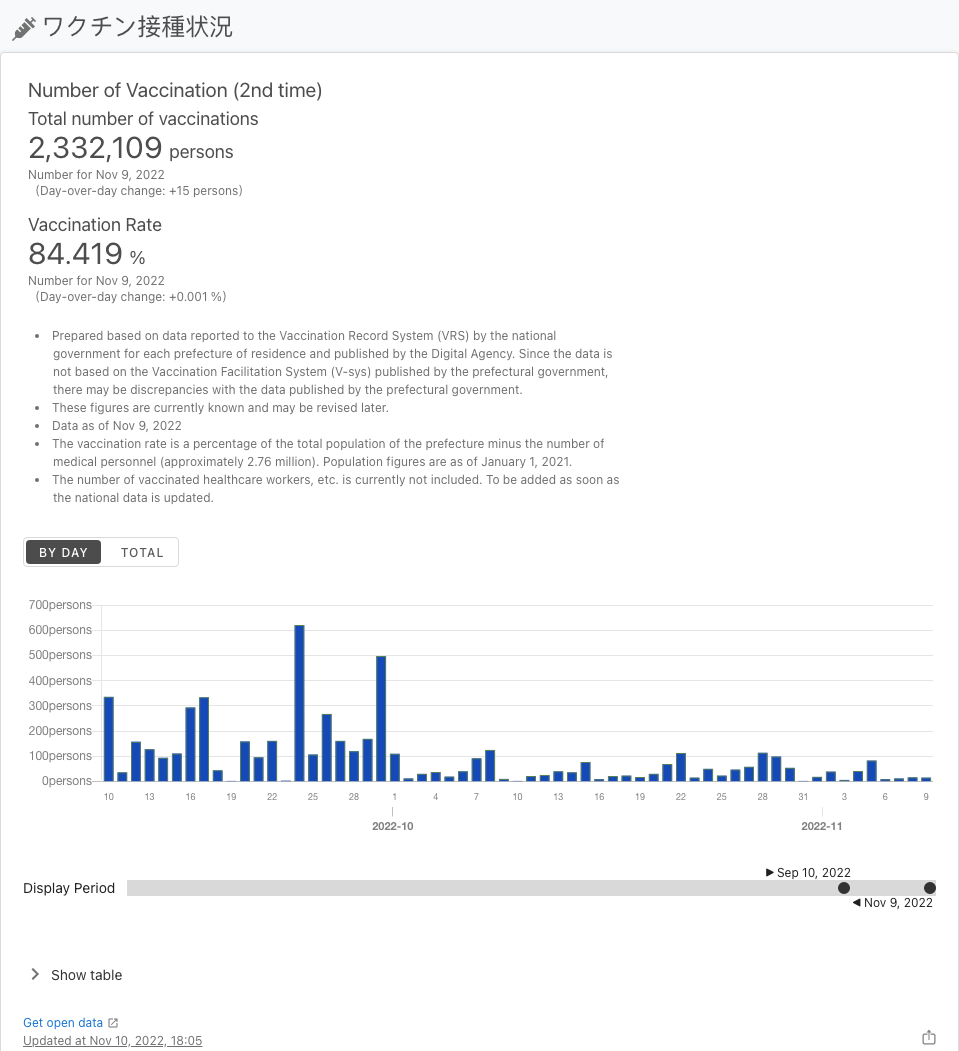 ワクチン接種状況
Number of Vaccination (2nd time)
Total number of vaccinations
2,332,109 persons
Number for Nov 9, 2022
(Day-over-day change: +15 persons)
Vaccination Rate
84.419 %
Number for Nov 9, 2022
(Day-over-day change: +0.001 %)
• Prepared based on data reported to the Vaccination Record System (VRS) by the national
government for each prefecture of residence and published by the Digital Agency. Since the data is
not based on the Vaccination Facilitation System (V-sys) published by the prefectural government,
there may be discrepancies with the data published by the prefectural government.
• These figures are currently known and may be revised later.
• Data as of Nov 9, 2022
• The vaccination rate is a percentage of the total population of the prefecture minus the number of
medical personnel (approximately 2.76 million). Population figures are as of January 1, 2021.
• The number of vaccinated healthcare workers, etc. is currently not included. To be added as soon as
the national data is updated.
BY DAY TOTAL
700persons
600persons
500persons
400persons
300persons
200persons
100persons
0persons
10 13 16 19 22 25 28 1 4 7 10 13 16 19 22 25 28 31 3 6 9
2022-10 2022-11
Sep 10, 2022
Display Period
Nov 9, 2022
Show table
Get open data
Updated at Nov 10, 2022, 18:05